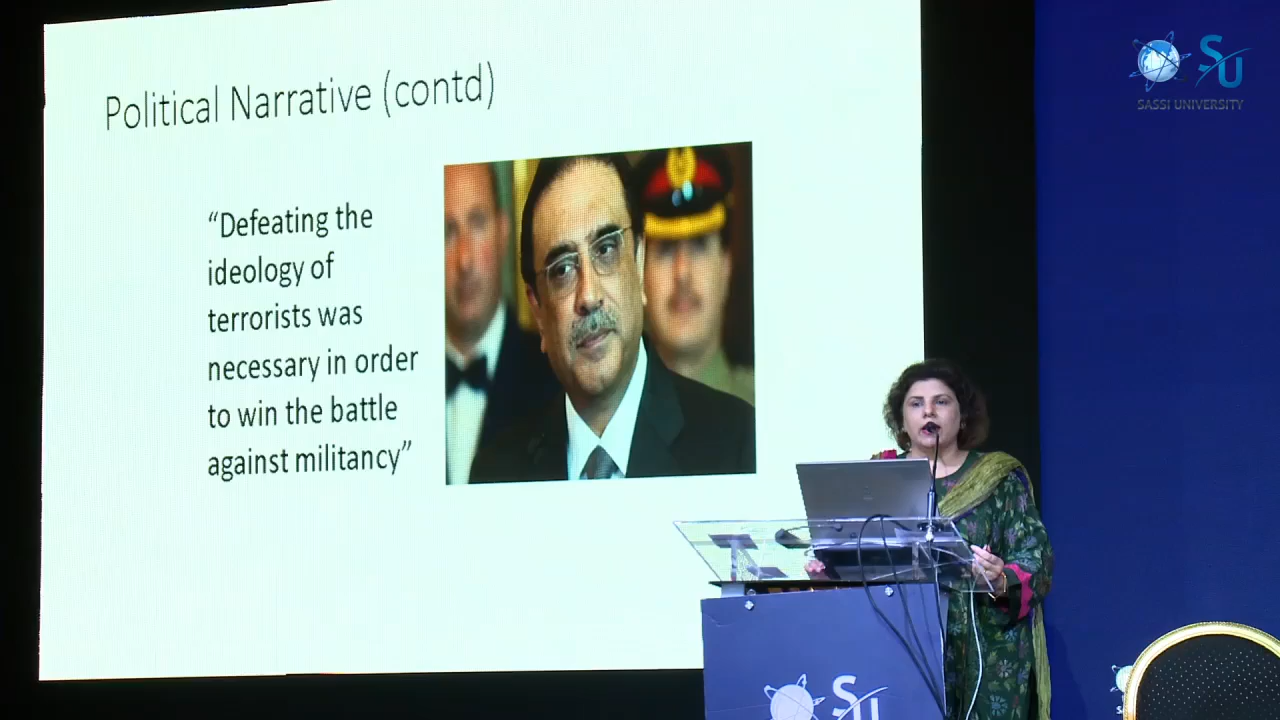 Political Narrative (contd)
“Defeating the
ideology of
terrorists was
necessary in order
to win the battle
against militancy”
SU
SASSI UNIVERSITY
SU